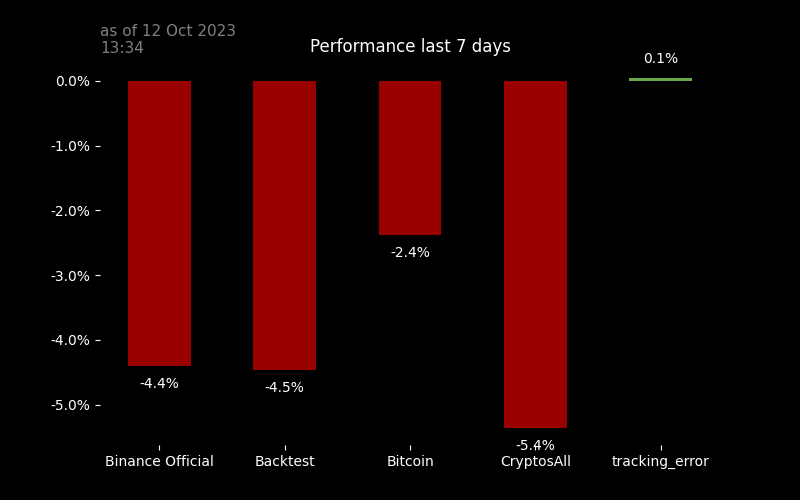 as of 12 Oct 2023
13:34
Performance last 7 days
0.1%
0.0%
-1.0%
-2.0%
-2.4%
-3.0%
-4.0%
-4.4%
-4.5%
-5.0%
-5.4%
Binance Official
Backtest
Bitcoin
CryptosAll
tracking_error